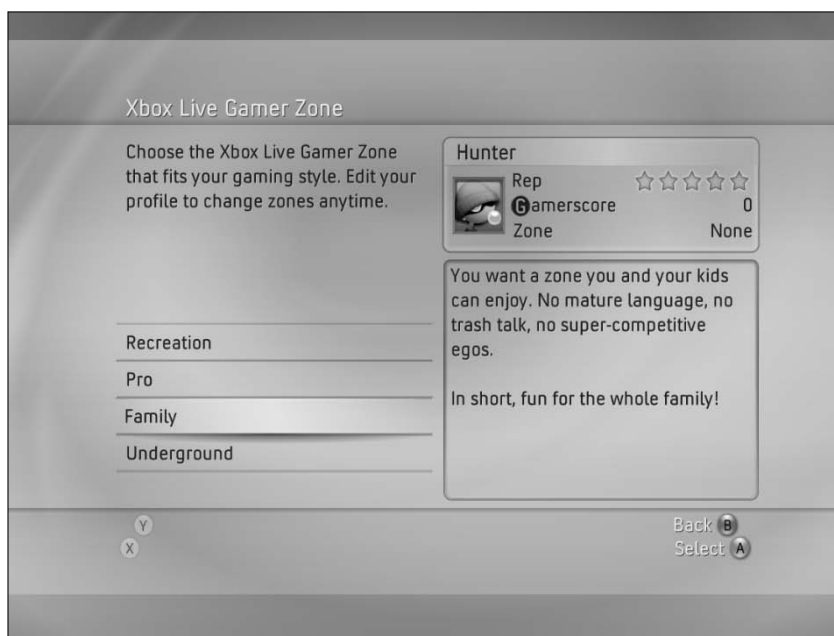 Xbox Live Gamer Zone
Choose the Xbox Live Gamer Zone
that fits your gaming style. Edit your
profile to change zones anytime.
Recreation
Pro
Family
Underground
Hunter
Rep
Gamerscore 0
Zone None
You want a zone you and your kids
can enjoy. No mature language, no
trash talk, no super-competitive
egos.
In short, fun for the whole family!
Y
X
Back B
Select A